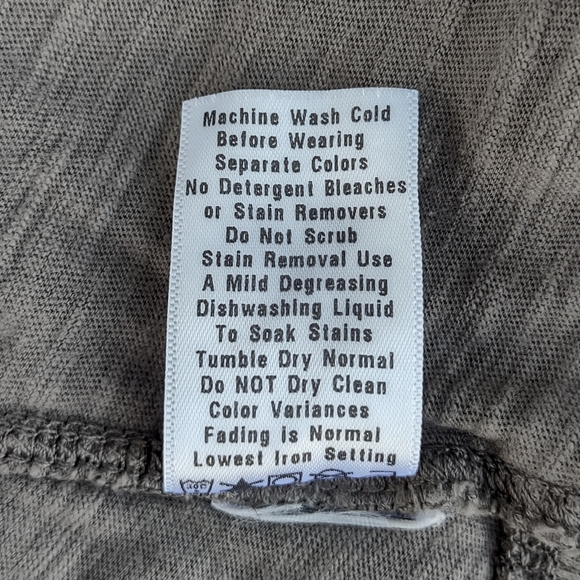 Machine Wash Cold
Before Wearing
Separate Colors
No Detergent Bleaches
or Stain Removers
Do Not Scrub
Stain Removal Use
A Mild Degreasing
Dishwashing Liquid
To Soak Stains
Tumble Dry Normal
Do NOT Dry Clean
Color Variances
Fading is Normal
Lowest Iron Setting